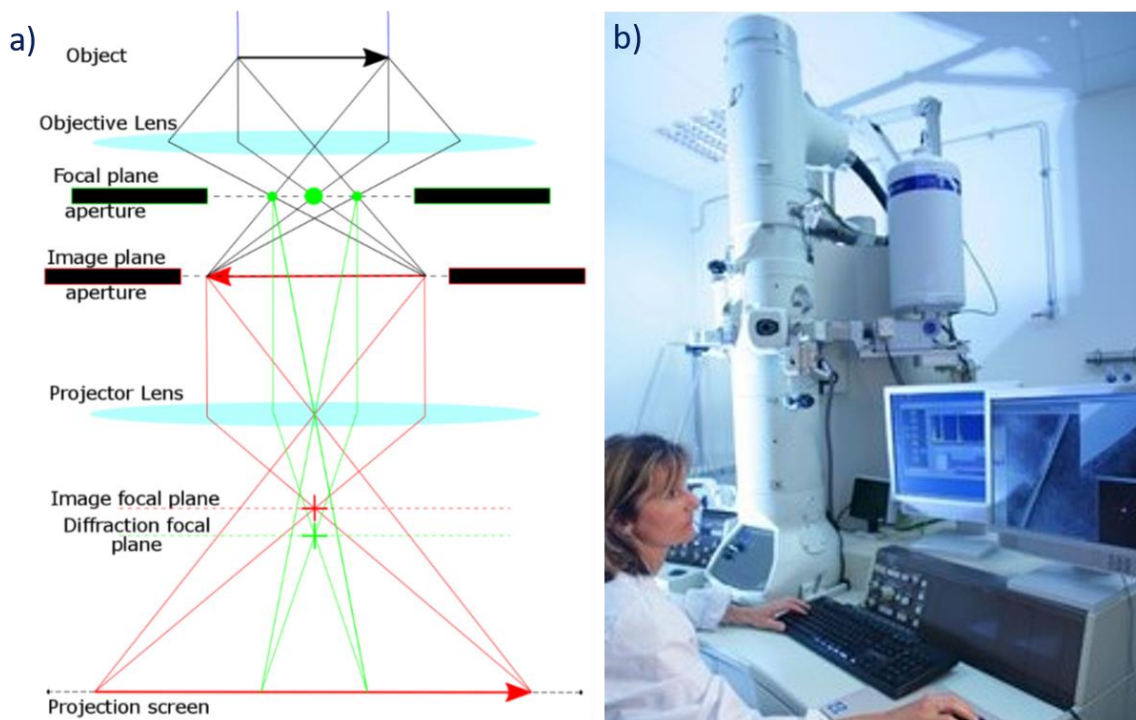 a)
Object
Objective Lens
Focal plane
aperture
Image plane
aperture
Projector Lens
Image focal plane
Diffraction focal
plane
Projection screen
b)